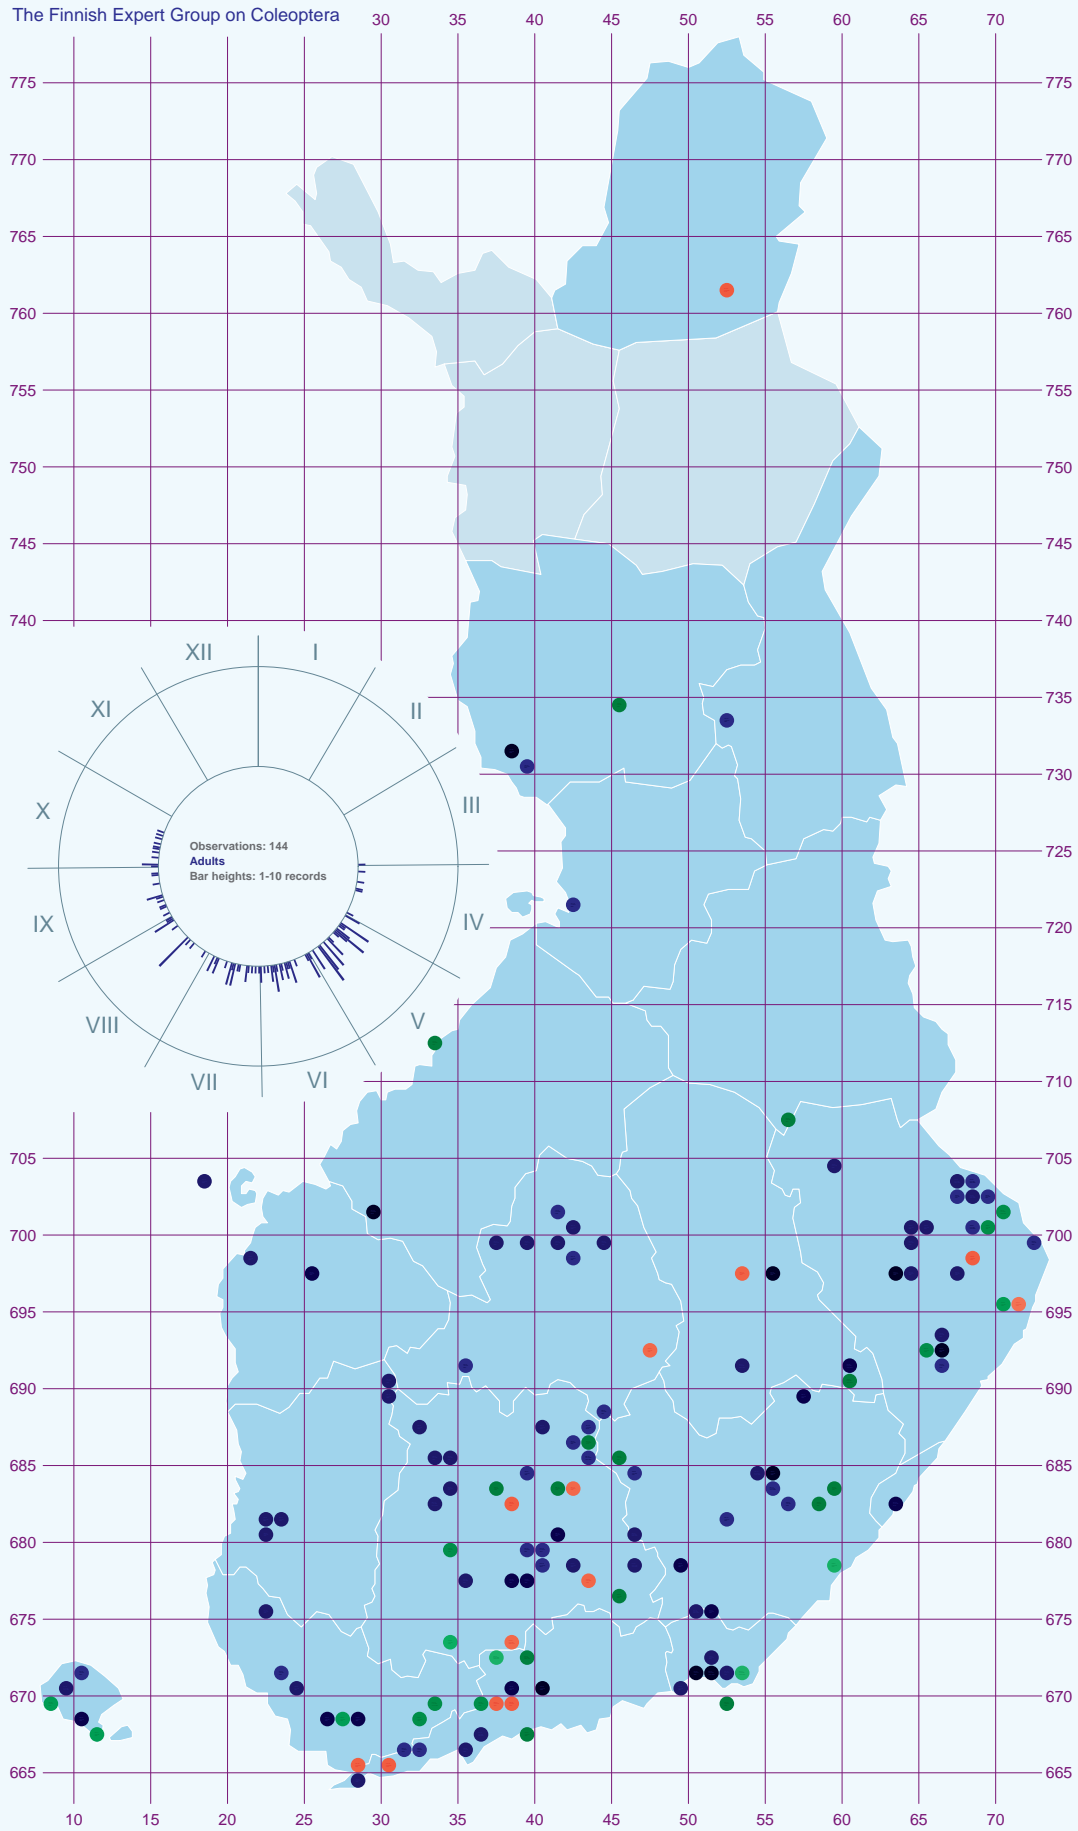 The Finnish Expert Group on Coleoptera
30 35 40 45 50 55 60 65 70
775 775
770 770
765 765
760 760
755 755
750 750
745 745
740 740
XII I
XI II
735
X III
730
Observations: 144
Adults
Bar heights: 1-10 records
725
IX IV
720
VIII V
715
VII VI
710
705 705
700 700
695 695
690 690
685 685
680 680
675 675
670 670
665 665
10 15 20 25 30 35 40 45 50 55 60 65 70